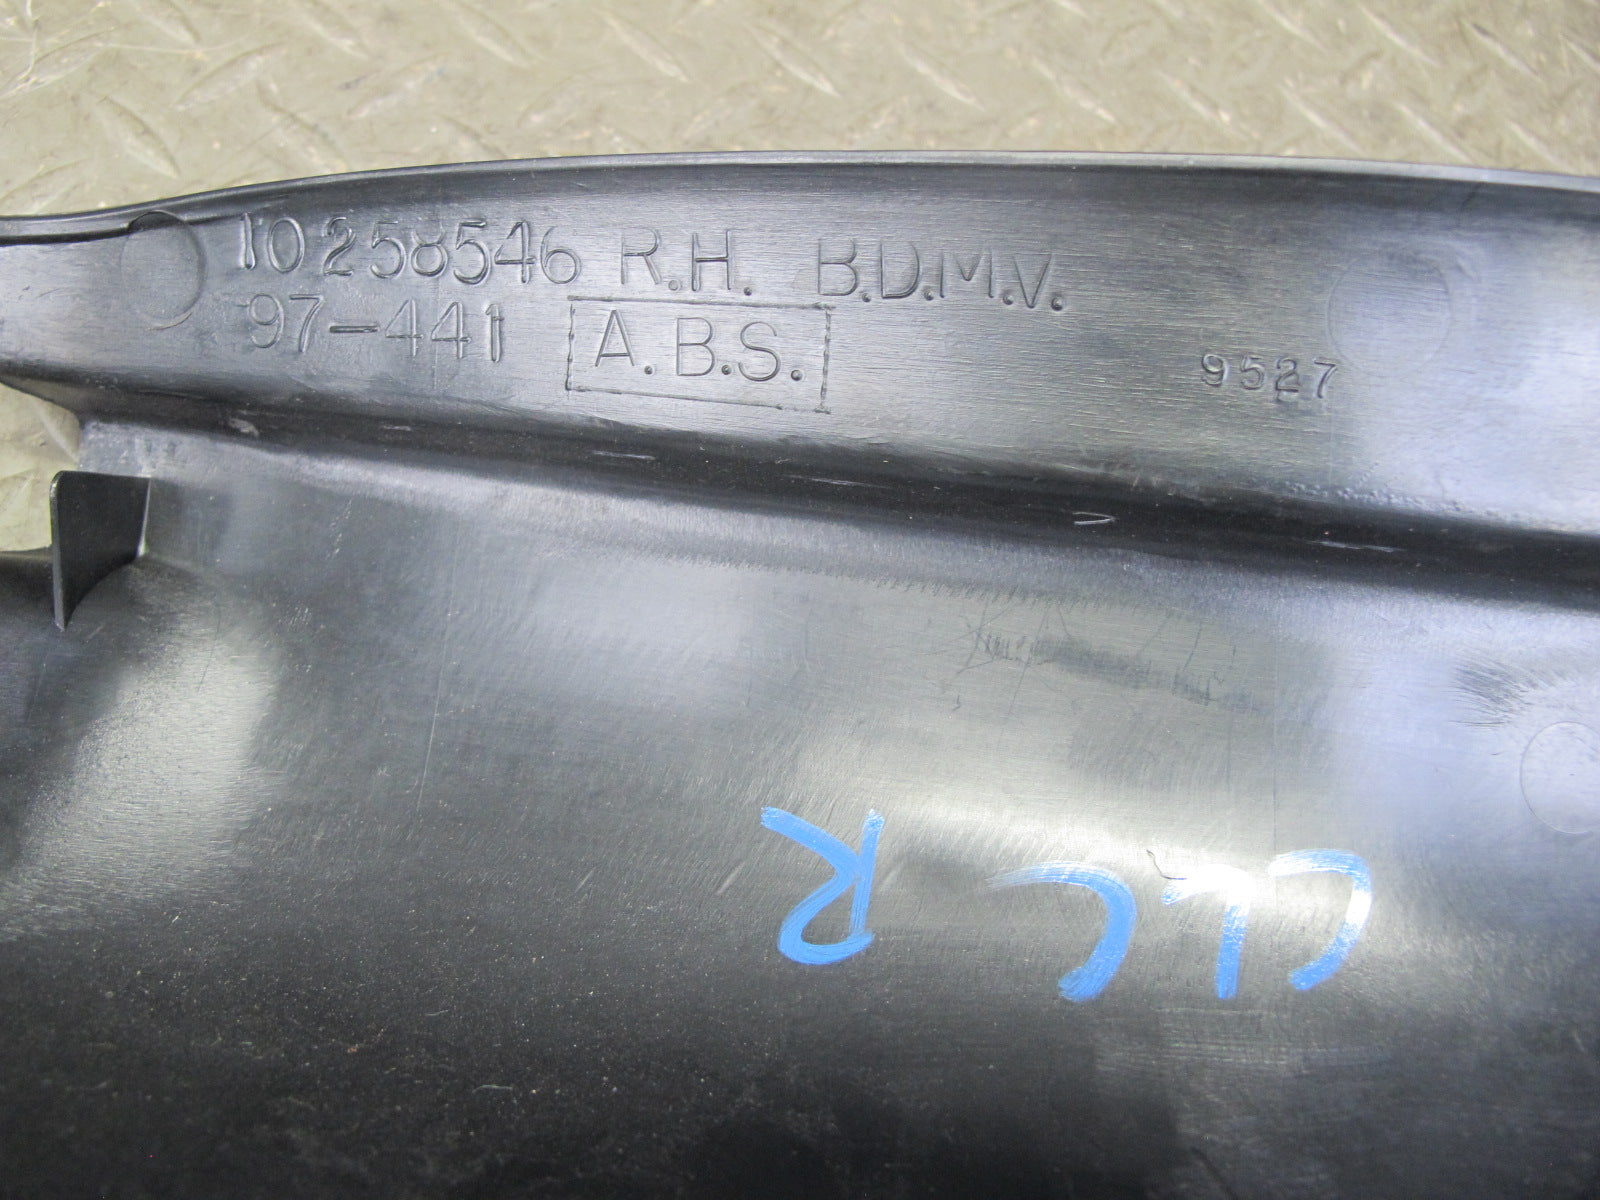 10258546 R.H. B.D.M.V.
97-441 A.B.S.
9527
CLC
R